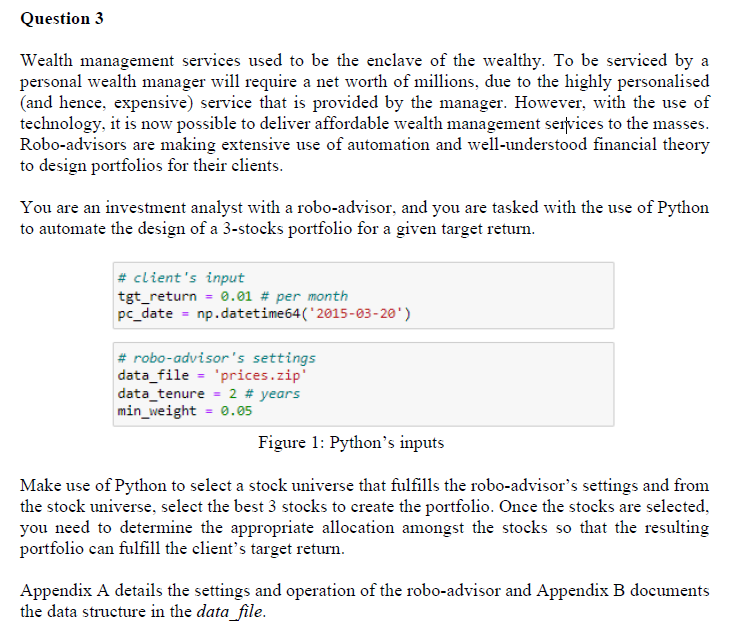 Question 3
Wealth management services used to be the enclave of the wealthy. To be serviced by a
personal wealth manager will require a net worth of millions, due to the highly personalised
(and hence, expensive) service that is provided by the manager. However, with the use of
technology, it is now possible to deliver affordable wealth management services to the masses.
Robo-advisors are making extensive use of automation and well-understood financial theory
to design portfolios for their clients.
You are an investment analyst with a robo-advisor, and you are tasked with the use of Python
to automate the design of a 3-stocks portfolio for a given target return.
# client's input
tgt_return = 0.01 # per month
pc_date = np.datetime64('2015-03-20')
# robo-advisor's settings
data_file = 'prices.zip'
data_tenure = 2 # years
min_weight = 0.05
Figure 1: Python's inputs
Make use of Python to select a stock universe that fulfills the robo-advisor's settings and from
the stock universe, select the best 3 stocks to create the portfolio. Once the stocks are selected,
you need to determine the appropriate allocation amongst the stocks so that the resulting
portfolio can fulfill the client's target return.
Appendix A details the settings and operation of the robo-advisor and Appendix B documents
the data structure in the data_file.